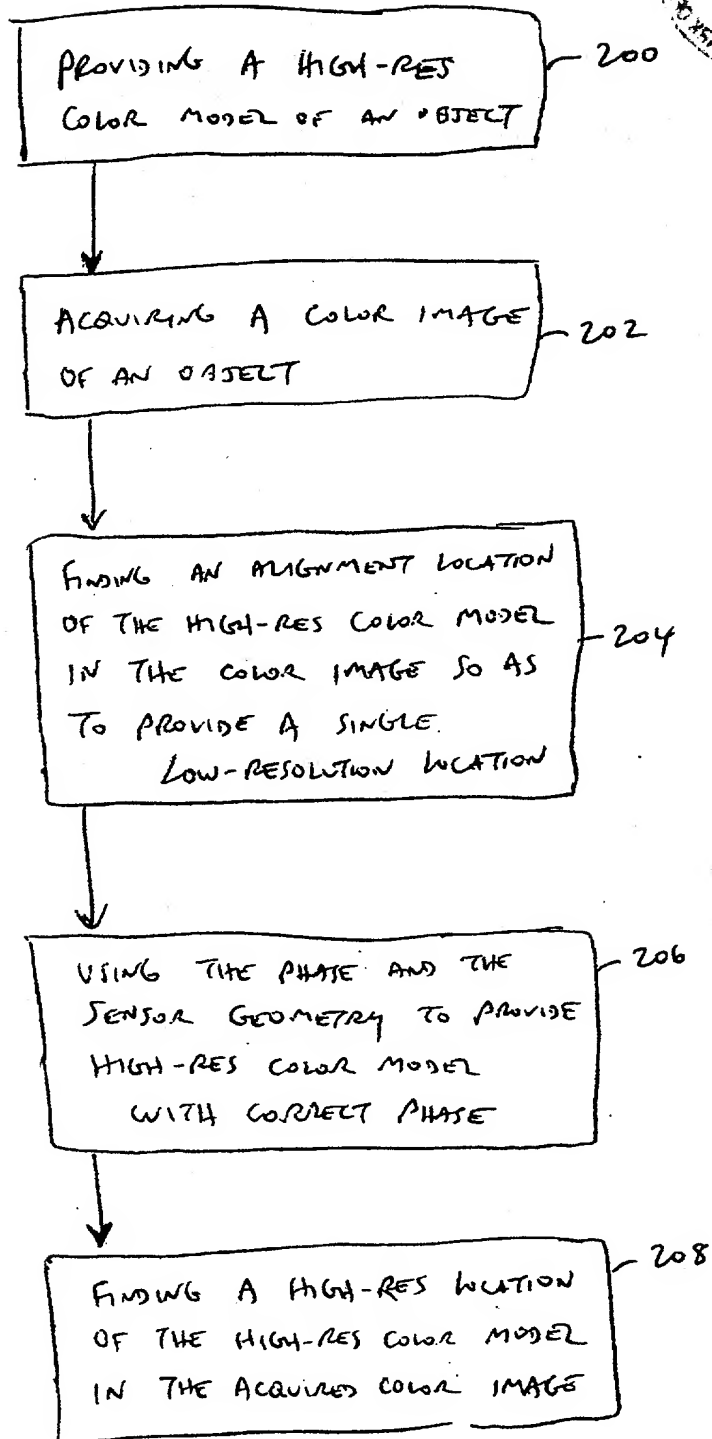 PROVIDING A HIGH-RES
COLOR MODEL OF AN OBJECT
200
ACQUIRING A COLOR IMAGE
OF AN OBJECT
202
FINDING AN ALIGNMENT LOCATION
OF THE HIGH-RES COLOR MODEL
IN THE COLOR IMAGE SO AS
TO PROVIDE A SINGLE
LOW-RESOLUTION LOCATION
204
USING THE PHASE AND THE
SENSOR GEOMETRY TO PROVIDE
HIGH-RES COLOR MODEL
WITH CORRECT PHASE
206
FINDING A HIGH-RES LOCATION
OF THE HIGH-RES COLOR MODEL
IN THE ACQUIRED COLOR IMAGE
208